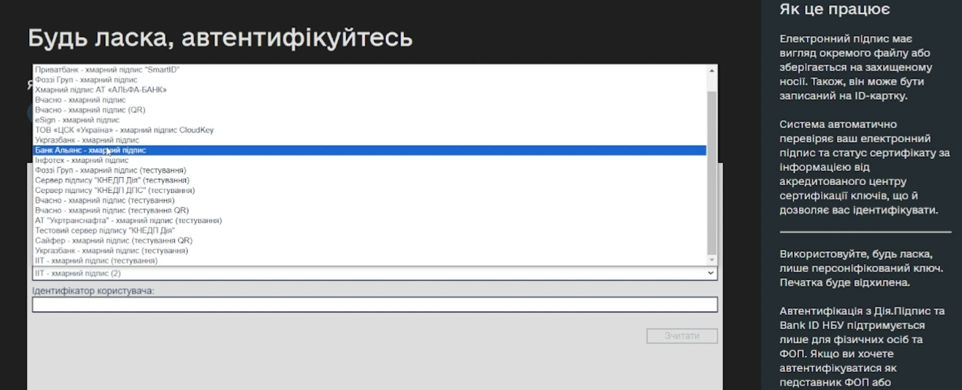 Будь ласка, автентифікуйтесь
Приватбанк - хмарний підпис "SmartID"
Фоззі Груп - хмарний підпис
Хмарний підпис АТ «АЛЬФА-БАНК»
Вчасно - хмарний підпис
Вчасно - хмарний підпис (QR)
eSign - хмарний підпис
ТОВ «ЦСК «Україна» - хмарний підпис CloudKey
Укргазбанк - хмарний підпис
Банк Альянс - хмарний підпис
Інфотех - хмарний підпис
Фоззі Груп - хмарний підпис (тестування)
Сервер підпису "КНЕДП Дія" (тестування)
Сервер підпису "КНЕДП ДПС" (тестування)
Вчасно - хмарний підпис (тестування)
Вчасно - хмарний підпис (тестування QR)
АТ "Укртранснафта" - хмарний підпис (тестування)
Тестовий сервер підпису "КНЕДП Дія"
Сайфер - хмарний підпис (тестування QR)
Укргазбанк - хмарний підпис (тестування)
ІІТ - хмарний підпис (тестування)
ІІТ - хмарний підпис (2)
Ідентифікатор користувача:
Зчитати
Як це працює
Електронний підпис має
вигляд окремого файлу або
зберігається на захищеному
носії. Також, він може бути
записаний на ID-картку.
Система автоматично
перевіряє ваш електронний
підпис та статус сертифікату за
інформацією від
акредитованого центру
сертифікації ключів, що й
дозволяє вас ідентифікувати.
Використовуйте, будь ласка,
лише персоніфікований ключ.
Печатка буде відхилена.
Автентифікація з Дія.Підпис та
Bank ID НБУ підтримується
лише для фізичних осіб та
ФОП. Якщо ви хочете
автентифікуватися як
педставник ФОП або